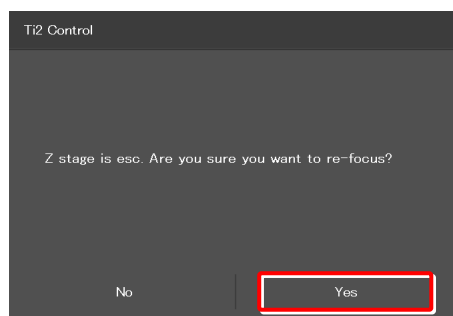 Ti2 Control
Z stage is esc. Are you sure you want to re-focus?
No
Yes